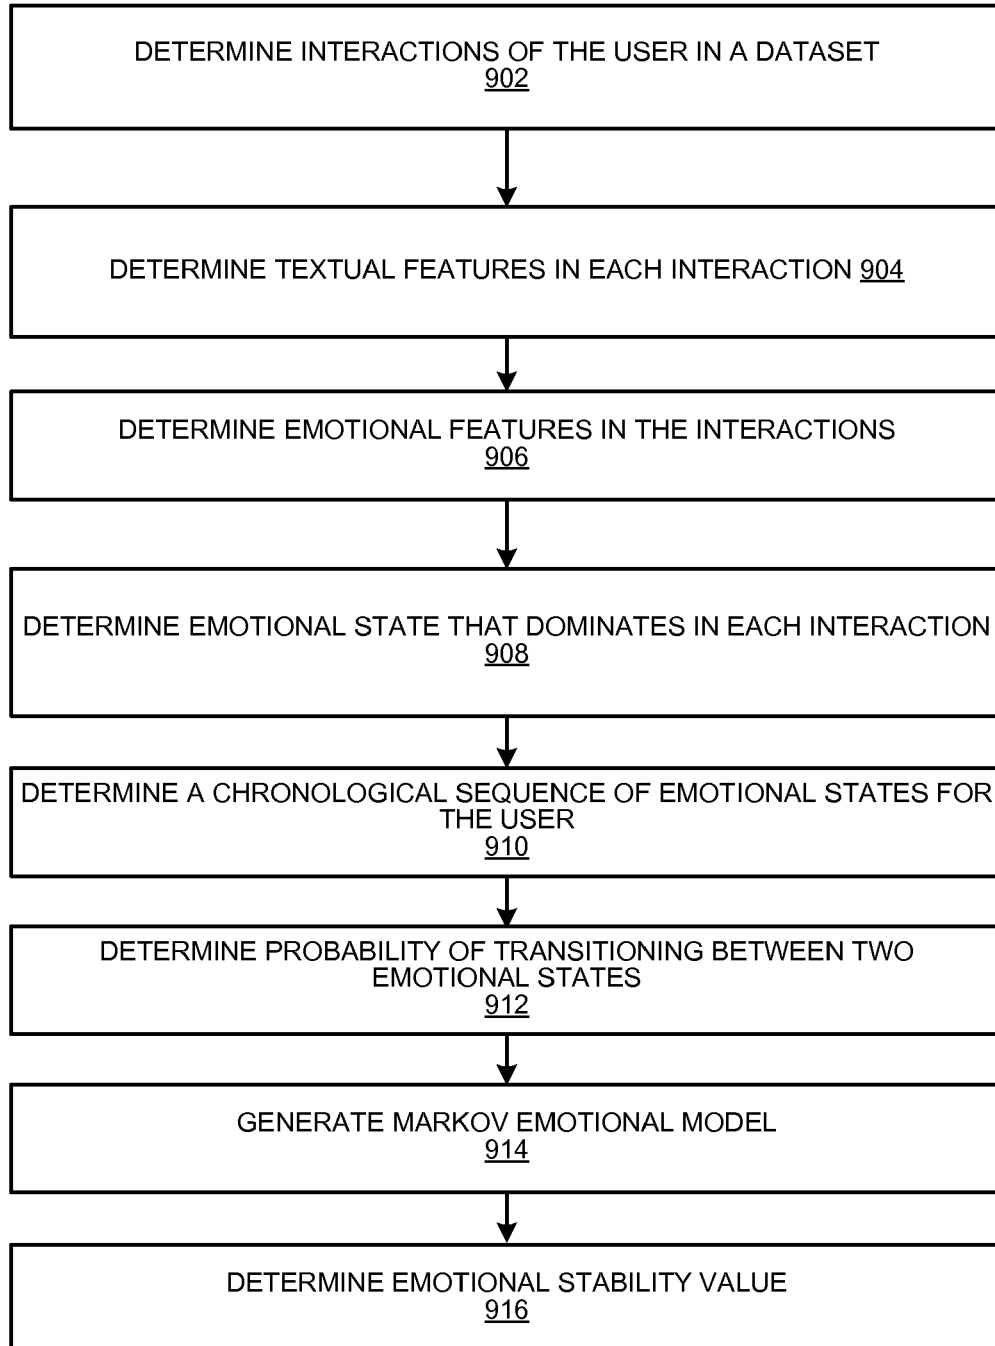 DETERMINE INTERACTIONS OF THE USER IN A DATASET
902
DETERMINE TEXTUAL FEATURES IN EACH INTERACTION 904
DETERMINE EMOTIONAL FEATURES IN THE INTERACTIONS
906
DETERMINE EMOTIONAL STATE THAT DOMINATES IN EACH INTERACTION
908
DETERMINE A CHRONOLOGICAL SEQUENCE OF EMOTIONAL STATES FOR
THE USER
910
DETERMINE PROBABILITY OF TRANSITIONING BETWEEN TWO
EMOTIONAL STATES
912
GENERATE MARKOV EMOTIONAL MODEL
914
DETERMINE EMOTIONAL STABILITY VALUE
916